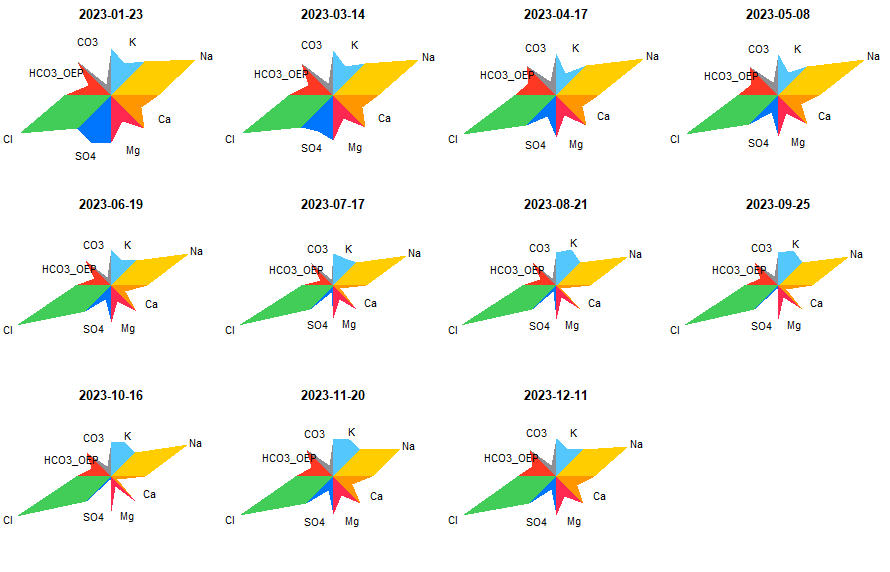 2023-01-23
2023-03-14
2023-04-17
2023-05-08
CO3 K
Na
HCO3_OEP
Ca
Cl
Mg
SO4
CO3 K
Na
HCO3_OEP
Ca
Cl
Mg
SO4
CO3 K
Na
HCO3_OEP
Ca
Cl
Mg
SO4
CO3 K
Na
HCO3_OEP
Ca
Cl
Mg
SO4
2023-06-19
2023-07-17
2023-08-21
2023-09-25
CO3 K
Na
HCO3_OEP
Ca
Cl
Mg
SO4
CO3 K
Na
HCO3_OEP
Ca
Cl
Mg
SO4
CO3 K
Na
HCO3_OEP
Ca
Cl
Mg
SO4
CO3 K
Na
HCO3_OEP
Ca
Cl
Mg
SO4
2023-10-16
2023-11-20
2023-12-11
CO3 K
Na
HCO3_OEP
Ca
Cl
Mg
SO4
CO3 K
Na
HCO3_OEP
Ca
Cl
Mg
SO4
CO3 K
Na
HCO3_OEP
Ca
Cl
Mg
SO4